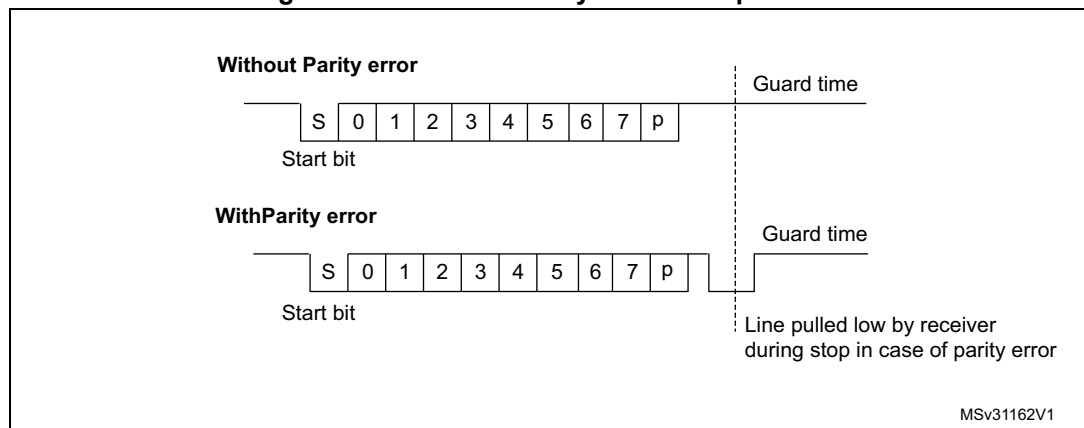 Without Parity error
Guard time
S 0 1 2 3 4 5 6 7 p
Start bit
WithParity error
Guard time
S 0 1 2 3 4 5 6 7 p
Start bit
Line pulled low by receiver
during stop in case of parity error
MSv31162V1